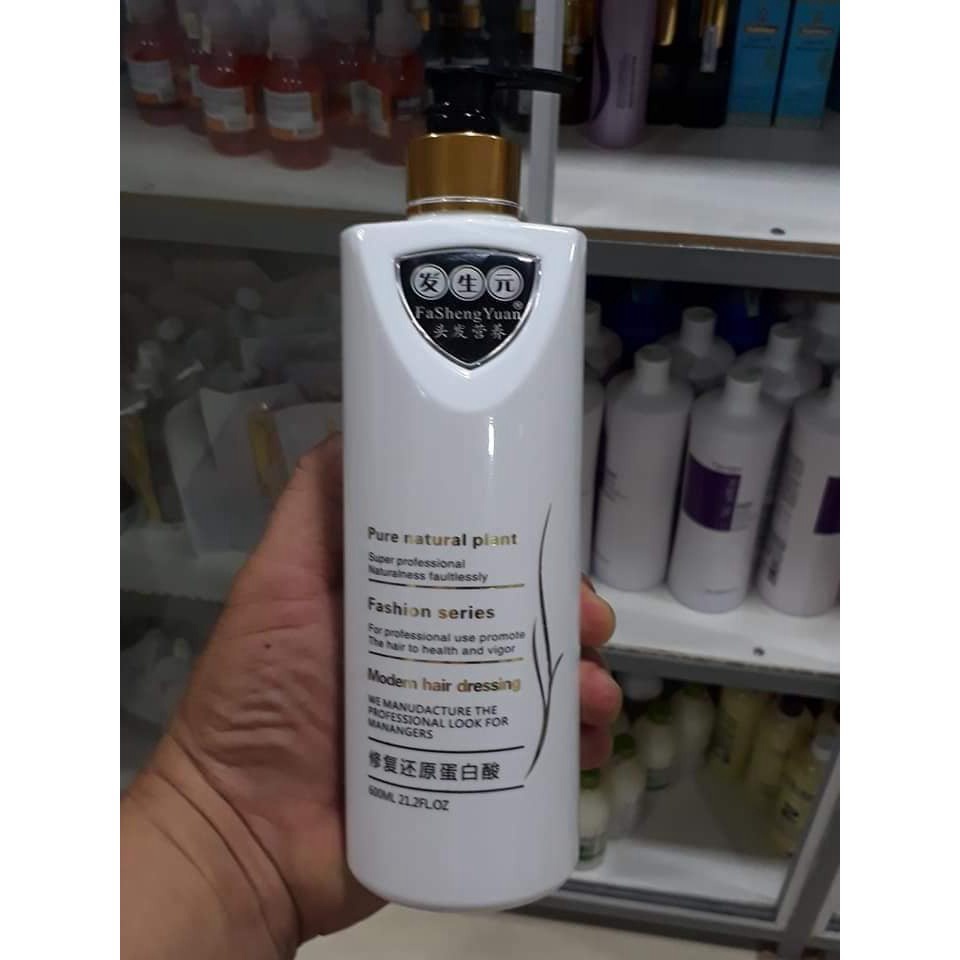 发生元
FaShengYuan®
头发营养
Pure natural plant
Super professional
Naturalness faultlessly
Fashion series
For professional use promote
The hair to health and vigor
Modern hair dressing
WE MANUDACTURE THE
PROFESSIONAL LOOK FOR
MANANGERS
修复还原蛋白酸
600ML 21.2FL.OZ